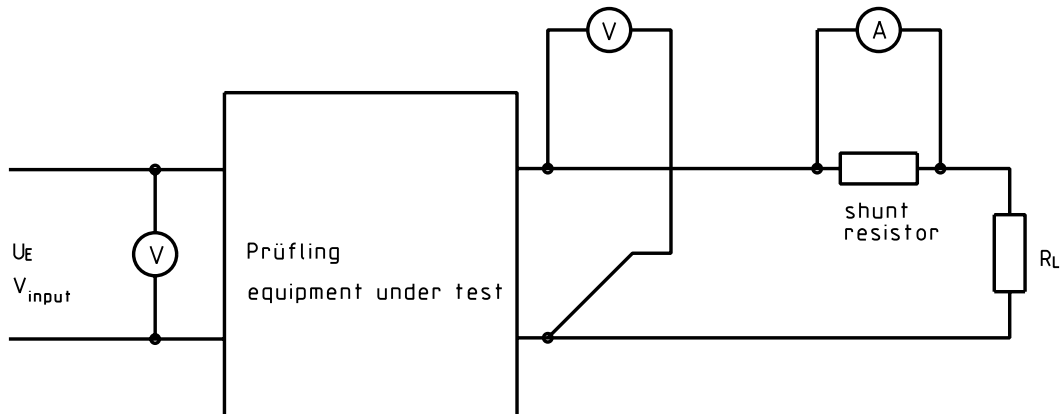 V
A
shunt
resistor
UE
Vinput
V
Prüfling
equipment under test
RL